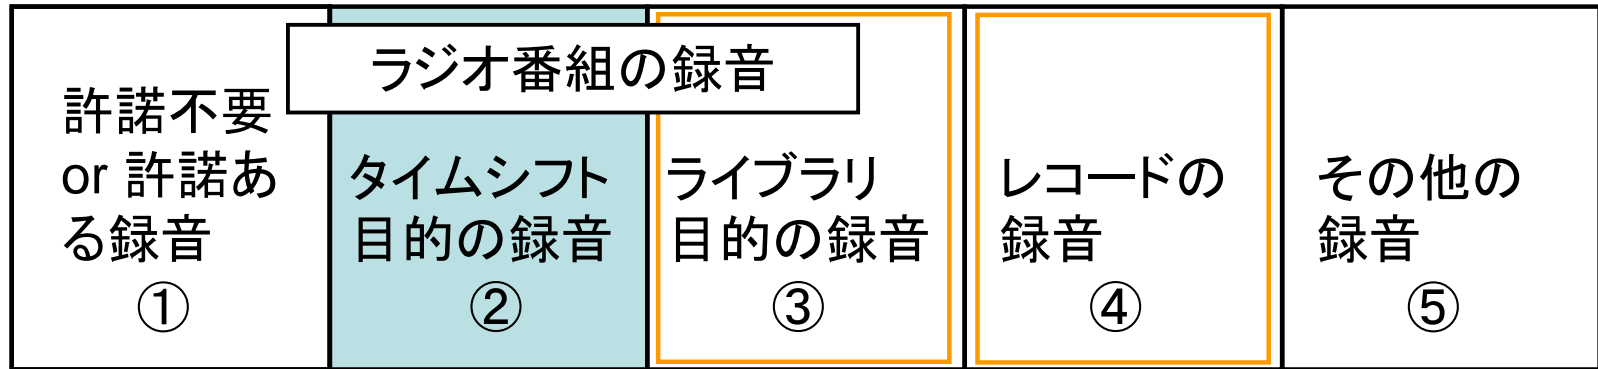 ラジオ番組の録音
許諾不要
or 許諾あ
る録音
①
タイムシフト
目的の録音
②
ライブラリ
目的の録音
③
レコードの
録音
④
その他の
録音
⑤